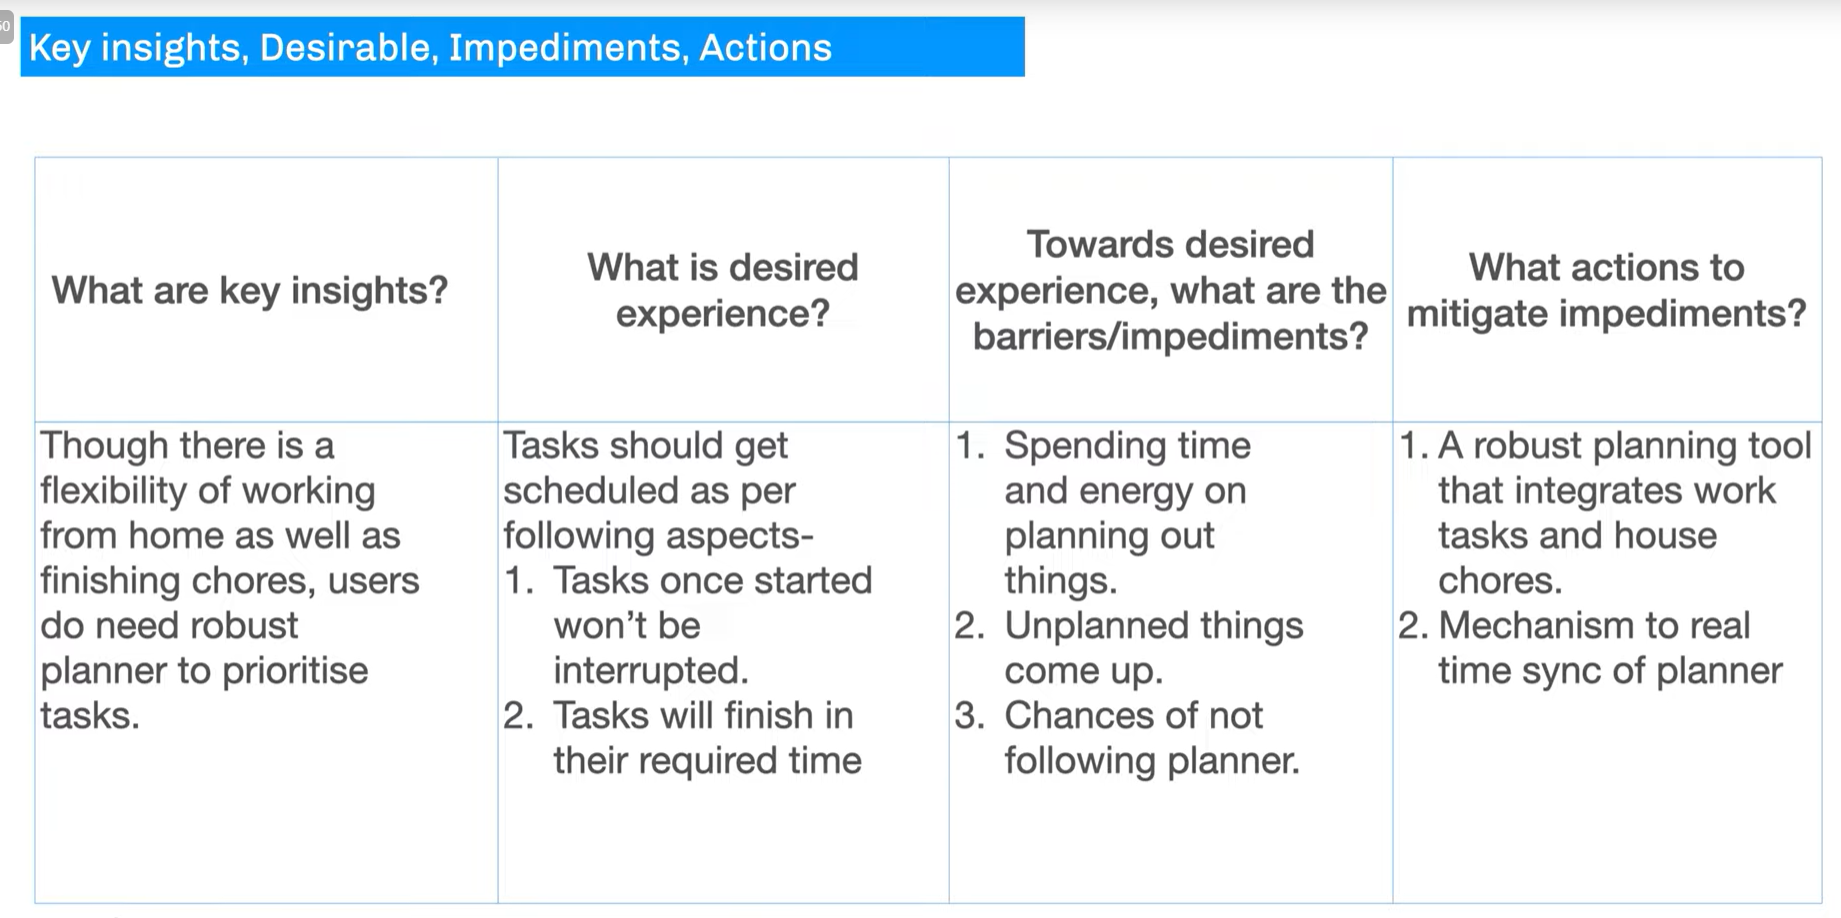 50
Key insights, Desirable, Impediments, Actions
What are key insights?
What is desired
experience?
Towards desired
experience, what are the
barriers/impediments?
What actions to
mitigate impediments?
Though there is a
flexibility of working
from home as well as
finishing chores, users
do need robust
planner to prioritise
tasks.
Tasks should get
scheduled as per
following aspects-
1. Tasks once started
won’t be
interrupted.
2. Tasks will finish in
their required time
1. Spending time
and energy on
planning out
things.
2. Unplanned things
come up.
3. Chances of not
following planner.
1. A robust planning tool
that integrates work
tasks and house
chores.
2. Mechanism to real
time sync of planner